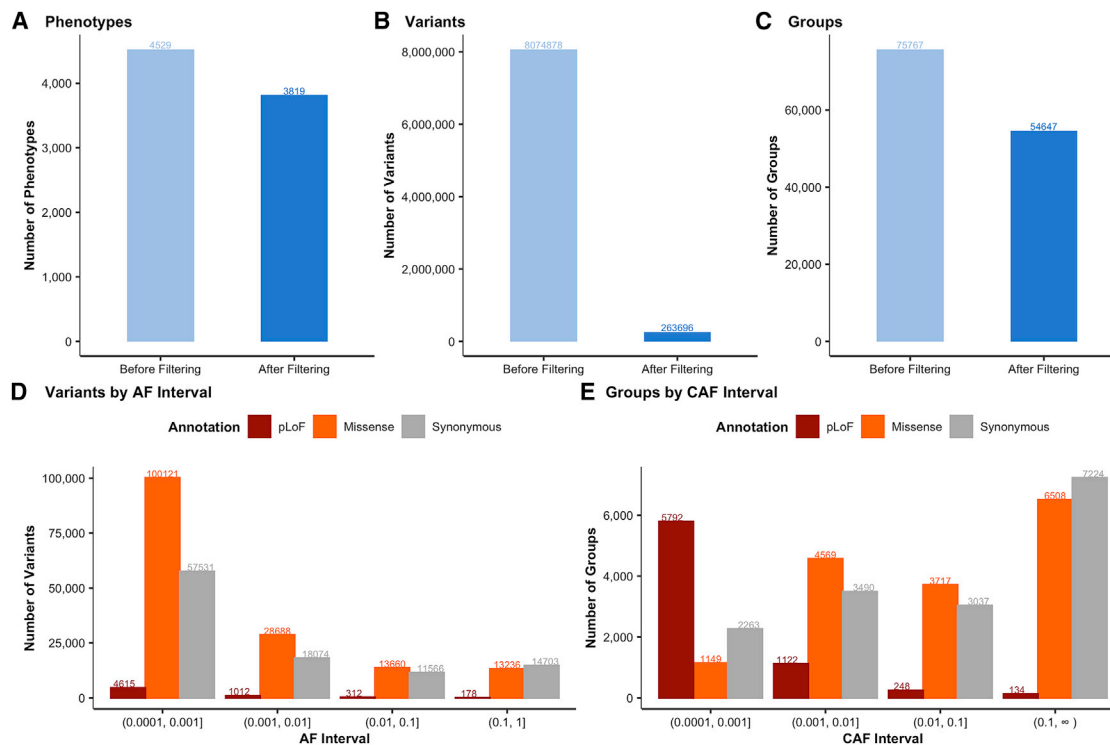 A Phenotypes
4529
3819
4,000
3,000
2,000
1,000
0
Number of Phenotypes
Before Filtering
After Filtering
B Variants
8074878
263696
8,000,000
6,000,000
4,000,000
2,000,000
0
Number of Variants
Before Filtering
After Filtering
C Groups
75767
54647
60,000
40,000
20,000
0
Number of Groups
Before Filtering
After Filtering
D Variants by AF Interval
Annotation pLoF Missense Synonymous
100,000
75,000
50,000
25,000
0
Number of Variants
4615 100121 57531
1012 28688 18074
312 13660 11566
178 13236 14703
(0.0001, 0.001] (0.001, 0.01] (0.01, 0.1] (0.1, 1]
AF Interval
E Groups by CAF Interval
Annotation pLoF Missense Synonymous
6,000
4,000
2,000
0
Number of Groups
5792 1149 2263
1122 4569 3490
248 3717 3037
134 6508 7224
(0.0001, 0.001] (0.001, 0.01] (0.01, 0.1] (0.1, ∞ )
CAF Interval